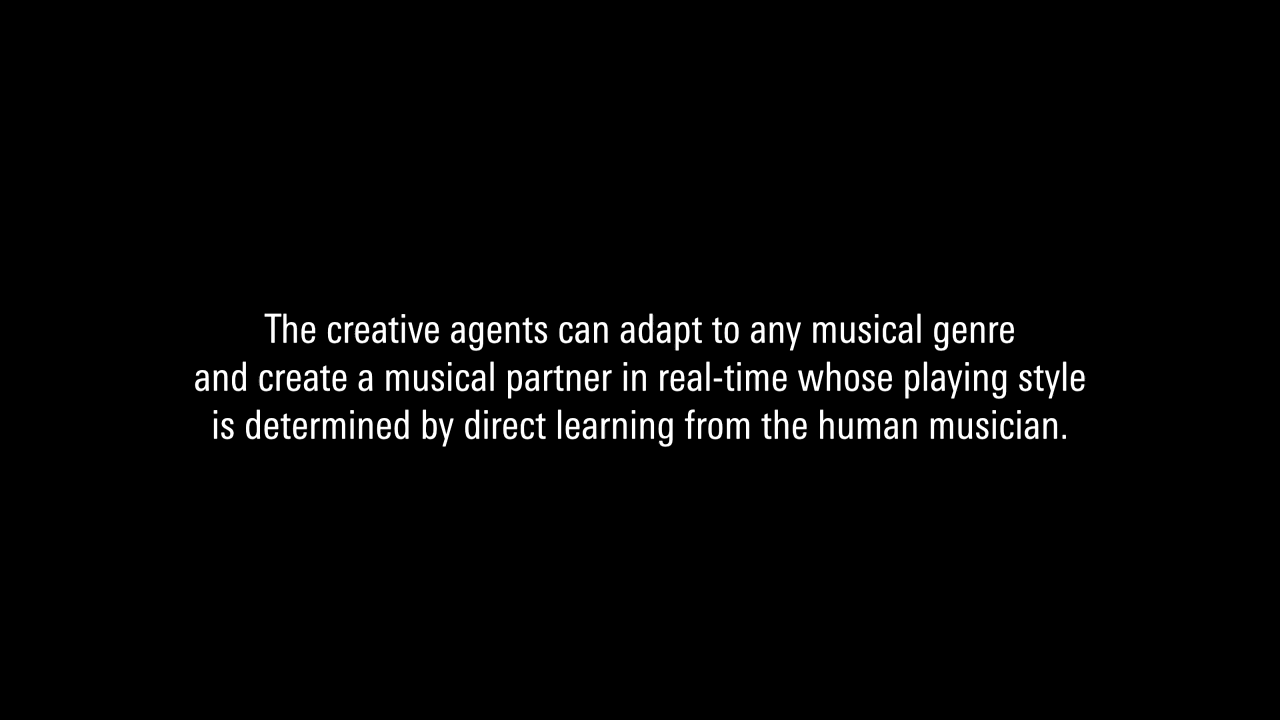 The creative agents can adapt to any musical genre
and create a musical partner in real-time whose playing style
is determined by direct learning from the human musician.